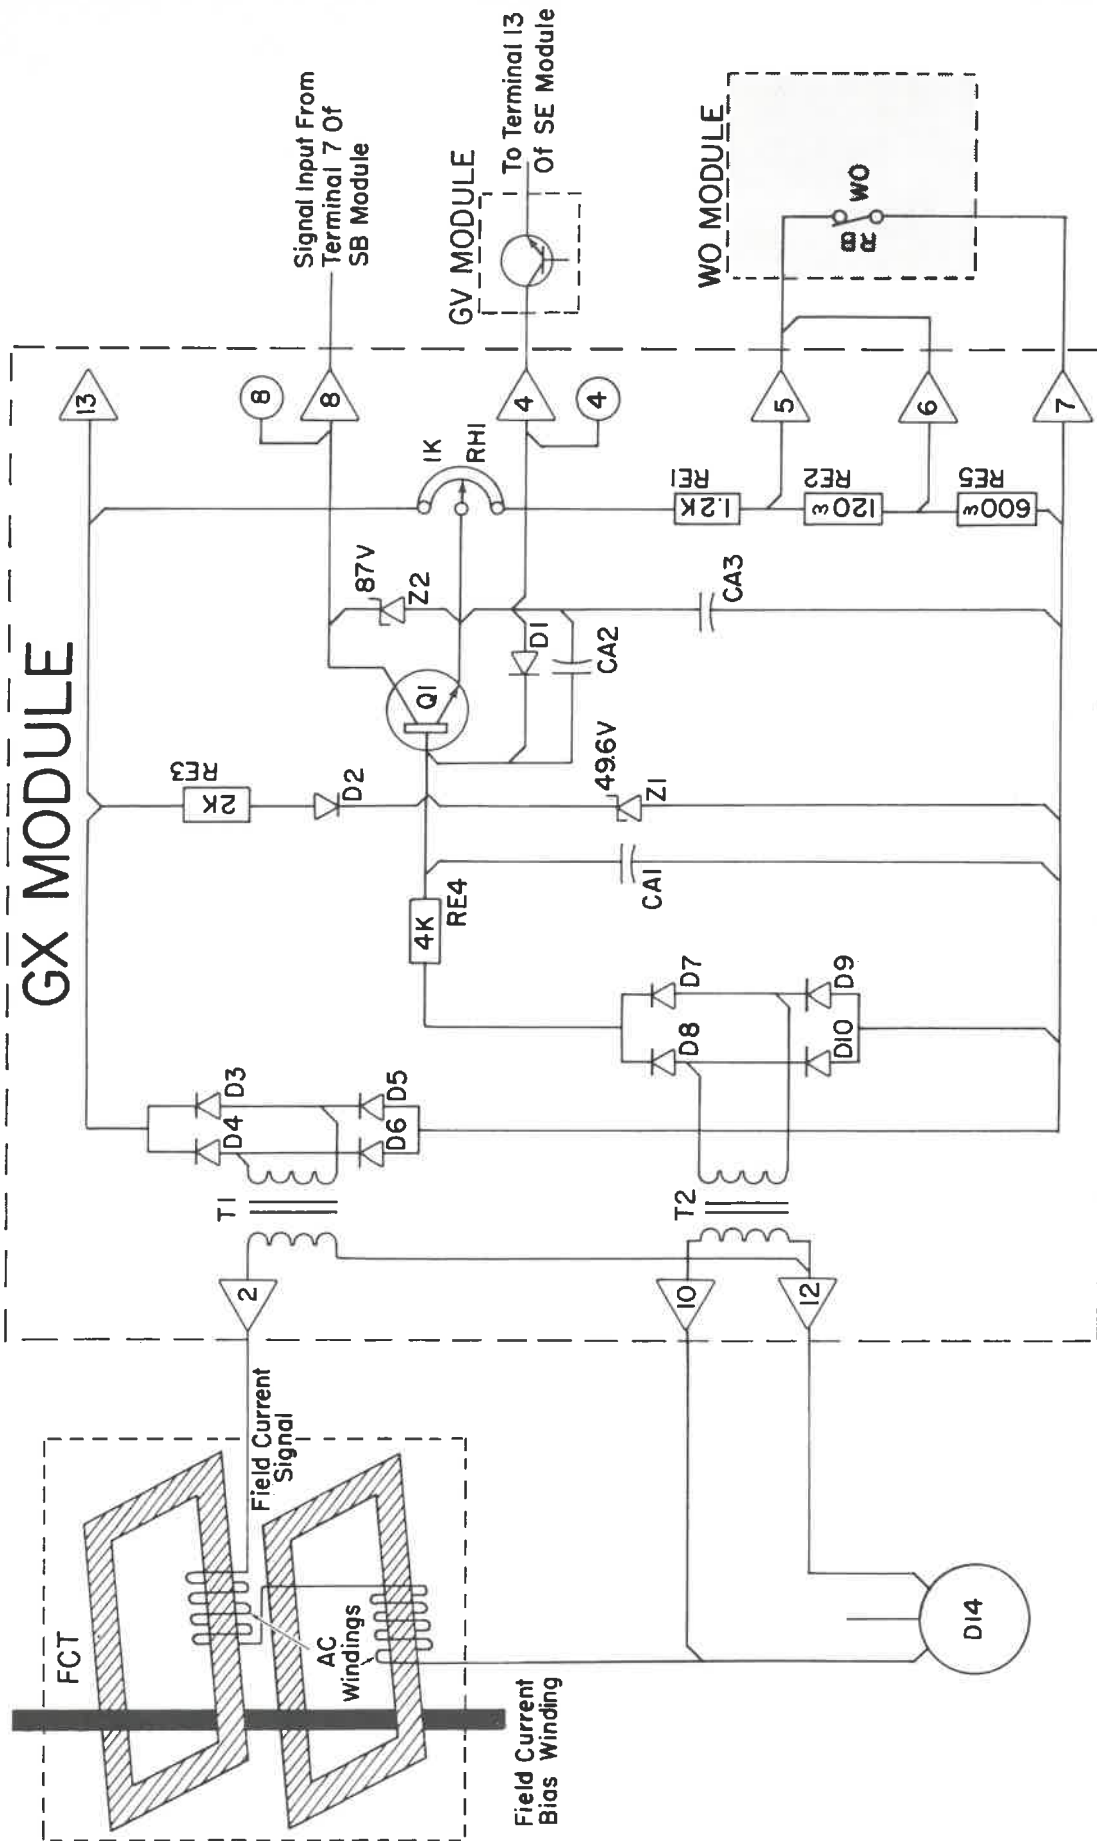 GX MODULE
13
Signal Input From
Terminal 7 Of
SB Module
8
8
GV MODULE
To Terminal 13
Of SE Module
4
4
WO MODULE
RB
WO
5
6
7
1K
RH1
RE1
1.2K
RE2
120ω
RE5
600ω
87V
Z2
Q1
D1
CA2
CA3
RE3
2K
D2
49.6V
Z1
4K
RE4
CA1
D7
D8
D9
D10
D3
D4
D5
D6
T1
T2
2
10
12
FCT
Field Current
Signal
AC
Windings
Field Current
Bias Winding
D14